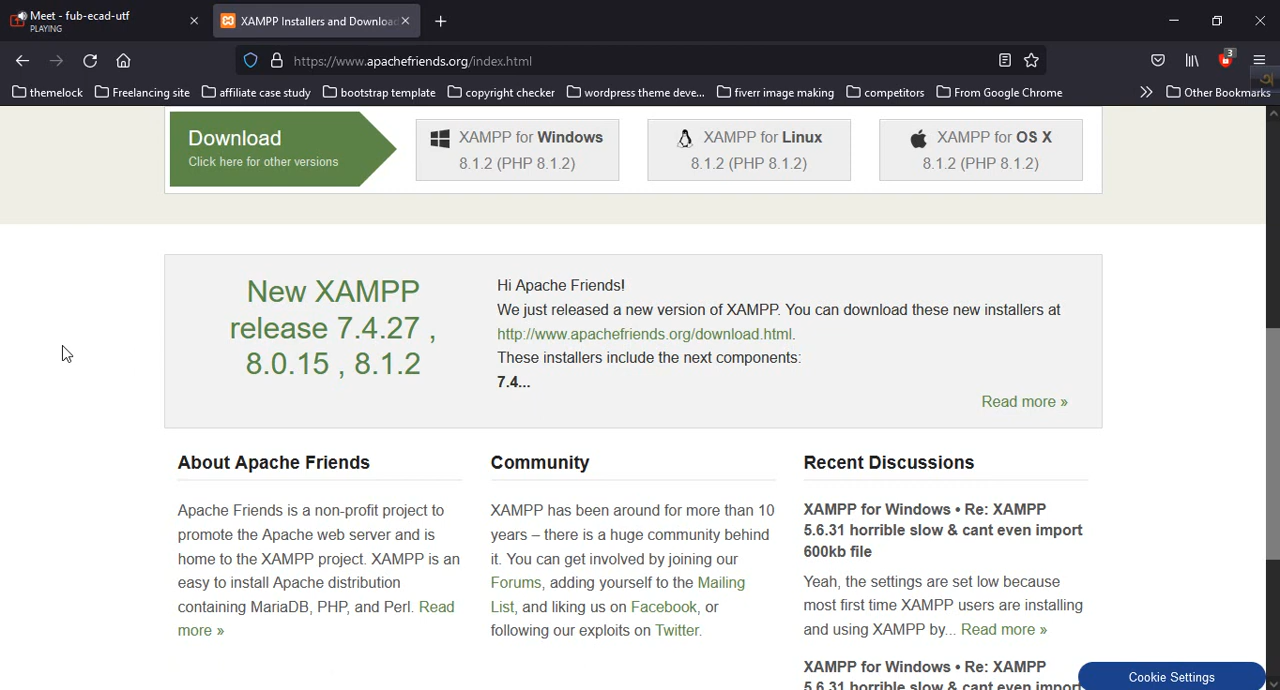 Meet - fub-ecad-utf
PLAYING
XAMPP Installers and Download
https://www.apachefriends.org/index.html
3
themelock
Freelancing site
affiliate case study
bootstrap template
copyright checker
wordpress theme deve...
fiverr image making
competitors
From Google Chrome
Other Bookmarks
Download
Click here for other versions
XAMPP for Windows
8.1.2 (PHP 8.1.2)
XAMPP for Linux
8.1.2 (PHP 8.1.2)
XAMPP for OS X
8.1.2 (PHP 8.1.2)
New XAMPP
release 7.4.27 ,
8.0.15 , 8.1.2
Hi Apache Friends!
We just released a new version of XAMPP. You can download these new installers at
http://www.apachefriends.org/download.html.
These installers include the next components:
7.4...
Read more »
About Apache Friends
Apache Friends is a non-profit project to
promote the Apache web server and is
home to the XAMPP project. XAMPP is an
easy to install Apache distribution
containing MariaDB, PHP, and Perl. Read
more »
Community
XAMPP has been around for more than 10
years – there is a huge community behind
it. You can get involved by joining our
Forums, adding yourself to the Mailing
List, and liking us on Facebook, or
following our exploits on Twitter.
Recent Discussions
XAMPP for Windows • Re: XAMPP
5.6.31 horrible slow & cant even import
600kb file
Yeah, the settings are set low because
most first time XAMPP users are installing
and using XAMPP by... Read more »
XAMPP for Windows • Re: XAMPP
5.6.31 horrible slow & cant even import
Cookie Settings